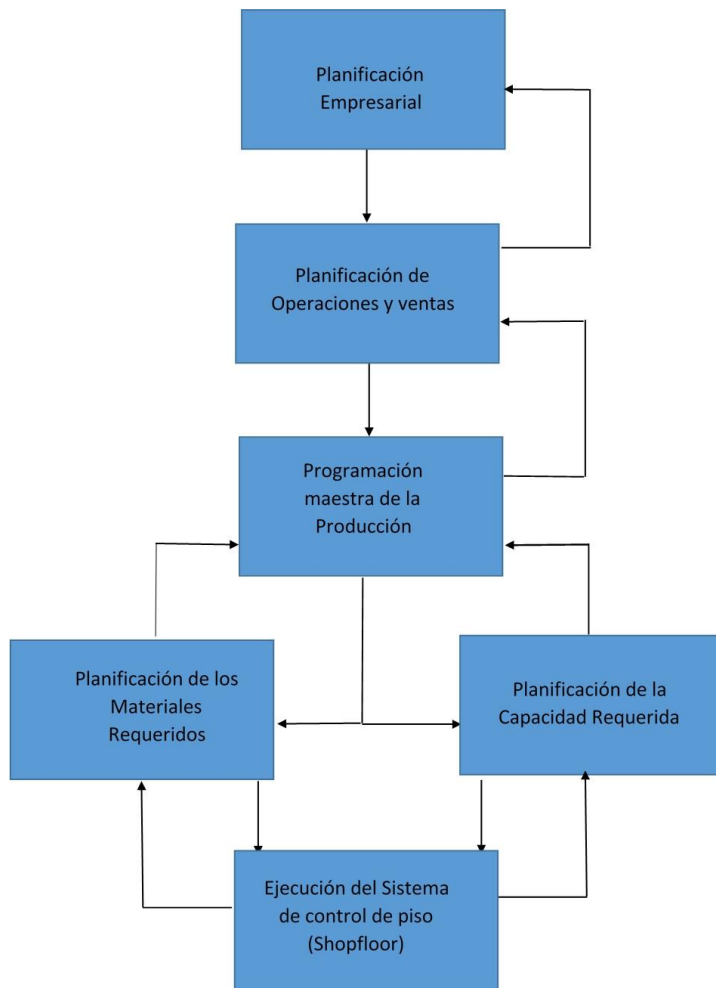 Planificación
Empresarial
Planificación de
Operaciones y ventas
Programación
maestra de la
Producción
Planificación de los
Materiales
Requeridos
Planificación de la
Capacidad Requerida
Ejecución del Sistema
de control de piso
(Shopfloor)